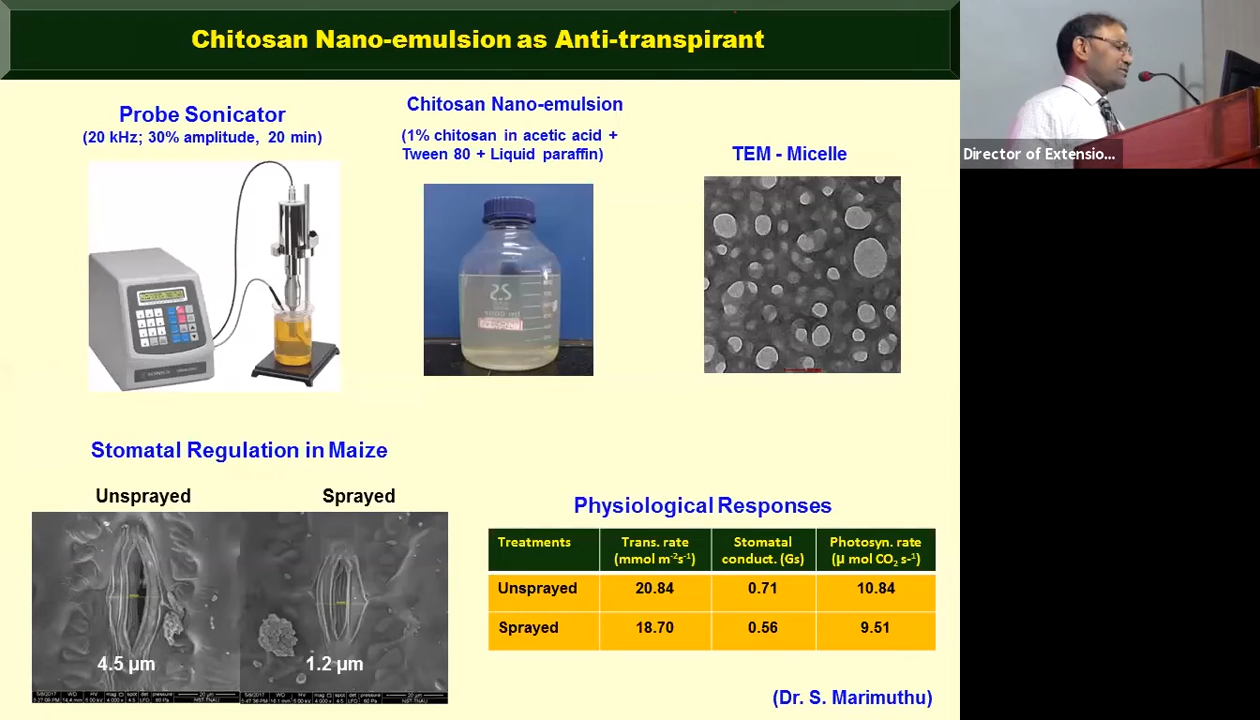 Chitosan Nano-emulsion as Anti-transpirant
Probe Sonicator
(20 kHz; 30% amplitude, 20 min)
Chitosan Nano-emulsion
(1% chitosan in acetic acid +
Tween 80 + Liquid paraffin)
TEM - Micelle
Director of Extensio...
Stomatal Regulation in Maize
Unsprayed
Sprayed
4.5 µm
1.2 µm
Physiological Responses
Treatments
Trans. rate
(mmol m⁻²s⁻¹)
Stomatal
conduct. (Gs)
Photosyn. rate
(µ mol CO₂ s-¹)
Unsprayed 20.84 0.71 10.84
Sprayed 18.70 0.56 9.51
(Dr. S. Marimuthu)